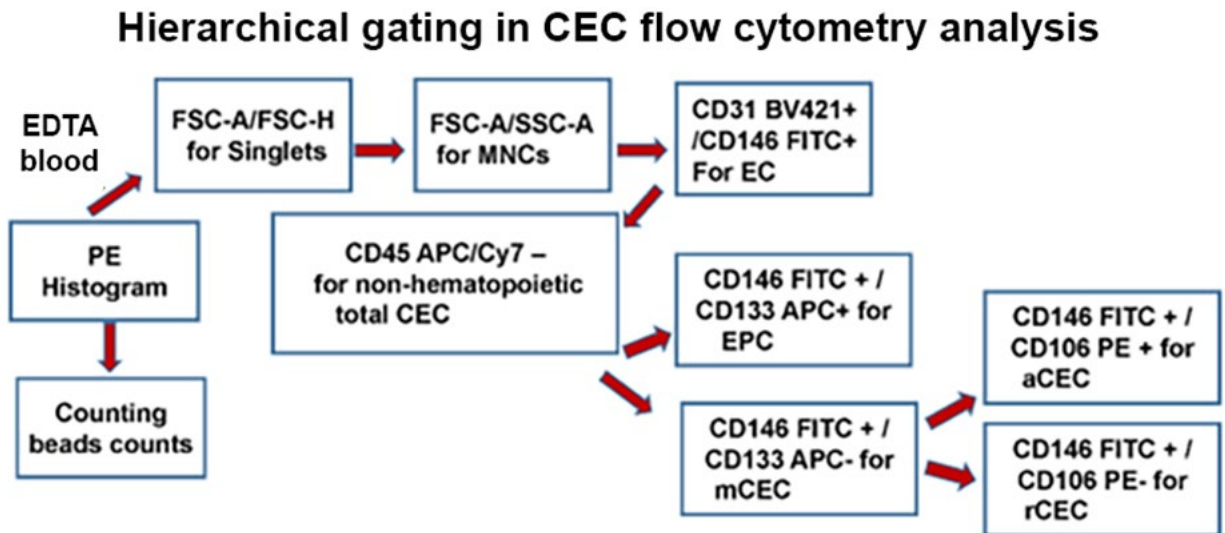 Hierarchical gating in CEC flow cytometry analysis
EDTA
blood
FSC-A/FSC-H
for Singlets
FSC-A/SSC-A
for MNCs
CD31 BV421+
/CD146 FITC+
For EC
PE
Histogram
CD45 APC/Cy7 –
for non-hematopoietic
total CEC
Counting
beads counts
CD146 FITC + /
CD133 APC+ for
EPC
CD146 FITC + /
CD133 APC- for
mCEC
CD146 FITC + /
CD106 PE + for
aCEC
CD146 FITC + /
CD106 PE- for
rCEC